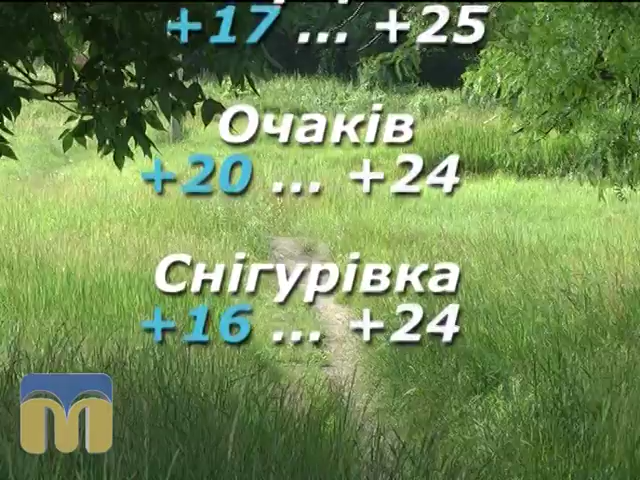 +17 ... +25
Очаків
+20 ... +24
Снігурівка
+16 ... +24
M